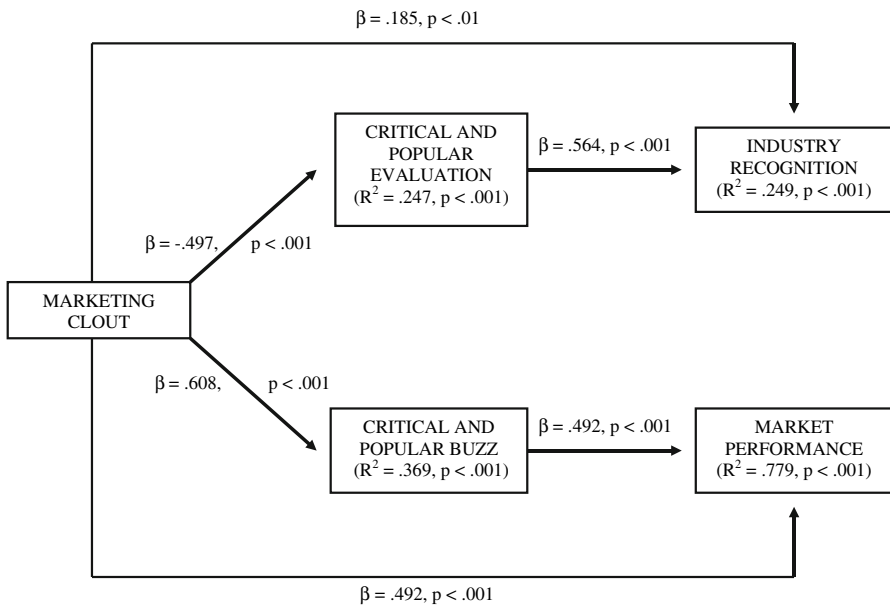 β = .185, p < .01
CRITICAL AND
POPULAR
EVALUATION
(R² = .247, p < .001)
β = .564, p < .001
INDUSTRY
RECOGNITION
(R² = .249, p < .001)
β = -.497, p < .001
MARKETING
CLOUT
β = .608, p < .001
CRITICAL AND
POPULAR BUZZ
(R² = .369, p < .001)
β = .492, p < .001
MARKET
PERFORMANCE
(R² = .779, p < .001)
β = .492, p < .001